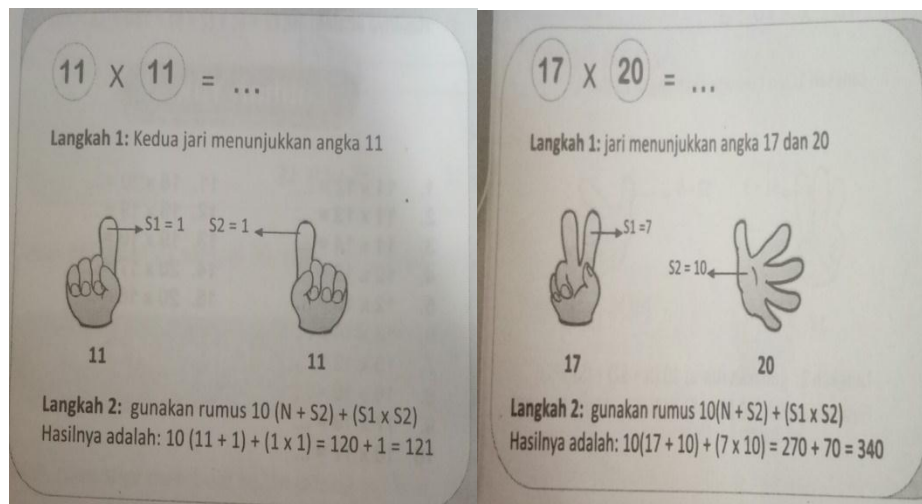 11 X 11 = ...
Langkah 1: Kedua jari menunjukkan angka 11
S1 = 1 S2 = 1
11 11
Langkah 2: gunakan rumus 10 (N + S2) + (S1 x S2)
Hasilnya adalah: 10 (11 + 1) + (1 x 1) = 120 + 1 = 121
17 X 20 = ...
Langkah 1: jari menunjukkan angka 17 dan 20
S1 =7
S2 = 10
17 20
Langkah 2: gunakan rumus 10(N + S2) + (S1 x S2)
Hasilnya adalah: 10(17 + 10) + (7 x 10) = 270 + 70 = 340